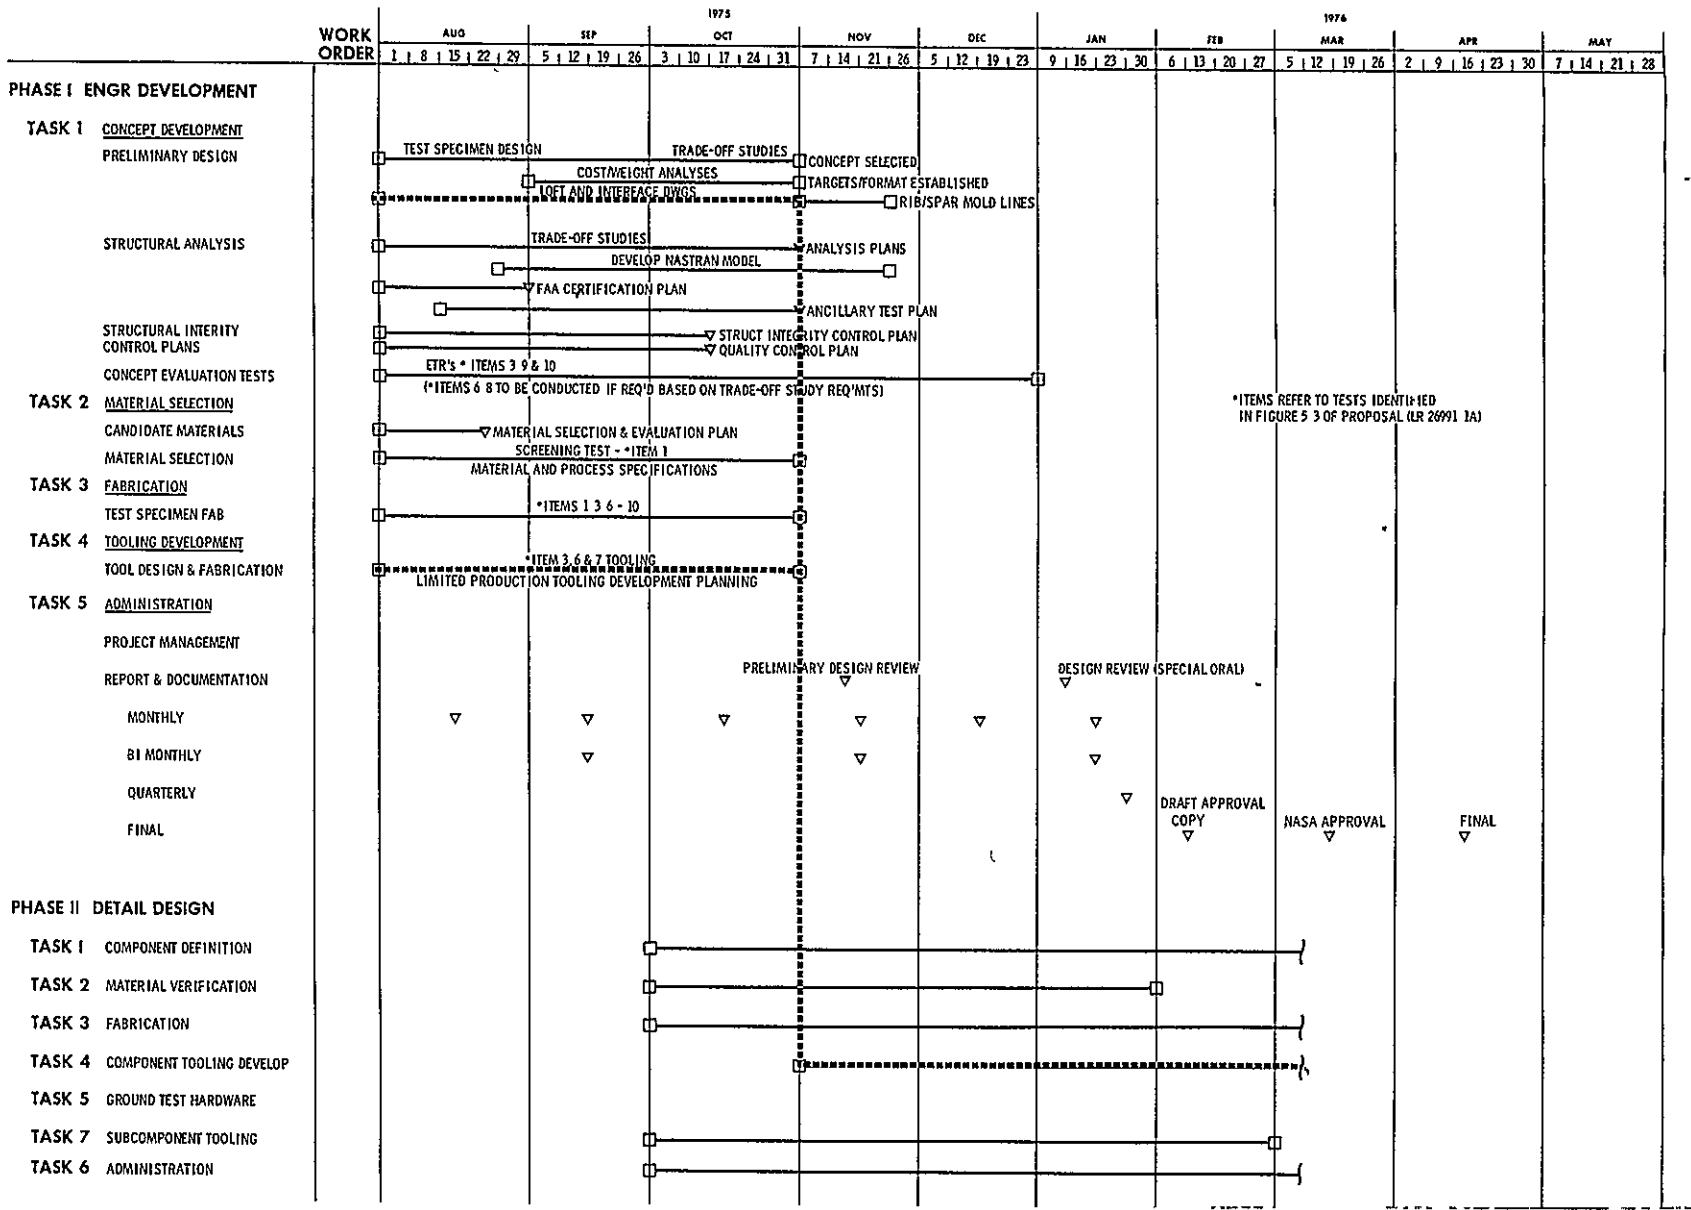 1975
1976
WORK ORDER
AUG SEP OCT NOV DEC JAN FEB MAR APR MAY
1 8 15 22 29 5 12 19 26 3 10 17 24 31 7 14 21 26 5 12 19 23 9 16 23 30 6 13 20 27 5 12 19 26 2 9 16 23 30 7 14 21 28
PHASE I ENGR DEVELOPMENT
TASK 1 CONCEPT DEVELOPMENT
PRELIMINARY DESIGN
TEST SPECIMEN DESIGN TRADE-OFF STUDIES CONCEPT SELECTED
COST/WEIGHT ANALYSES TARGETS/FORMAT ESTABLISHED
LOFT AND INTERFACE DWGS RIB/SPAR MOLD LINES
STRUCTURAL ANALYSIS TRADE-OFF STUDIES ANALYSIS PLANS
DEVELOP NASTRAN MODEL
FAA CERTIFICATION PLAN
ANCILLARY TEST PLAN
STRUCTURAL INTERITY STRUCT INTEGRITY CONTROL PLAN
CONTROL PLANS QUALITY CONTROL PLAN
CONCEPT EVALUATION TESTS ETR's * ITEMS 3 9 & 10
(*ITEMS 6 8 TO BE CONDUCTED IF REQ'D BASED ON TRADE-OFF STUDY REQ'MTS)
*ITEMS REFER TO TESTS IDENTIFIED
IN FIGURE 5 3 OF PROPOSAL (LR 26991 1A)
TASK 2 MATERIAL SELECTION
CANDIDATE MATERIALS MATERIAL SELECTION & EVALUATION PLAN
MATERIAL SELECTION SCREENING TEST - *ITEM 1
MATERIAL AND PROCESS SPECIFICATIONS
TASK 3 FABRICATION
TEST SPECIMEN FAB *ITEMS 1 3 6 - 10
TASK 4 TOOLING DEVELOPMENT
TOOL DESIGN & FABRICATION *ITEM 3, 6 & 7 TOOLING
LIMITED PRODUCTION TOOLING DEVELOPMENT PLANNING
TASK 5 ADMINISTRATION
PROJECT MANAGEMENT
PRELIMINARY DESIGN REVIEW DESIGN REVIEW (SPECIAL ORAL)
REPORT & DOCUMENTATION
MONTHLY
BI MONTHLY
QUARTERLY
DRAFT APPROVAL
COPY NASA APPROVAL FINAL
FINAL
PHASE II DETAIL DESIGN
TASK 1 COMPONENT DEFINITION
TASK 2 MATERIAL VERIFICATION
TASK 3 FABRICATION
TASK 4 COMPONENT TOOLING DEVELOP
TASK 5 GROUND TEST HARDWARE
TASK 7 SUBCOMPONENT TOOLING
TASK 6 ADMINISTRATION